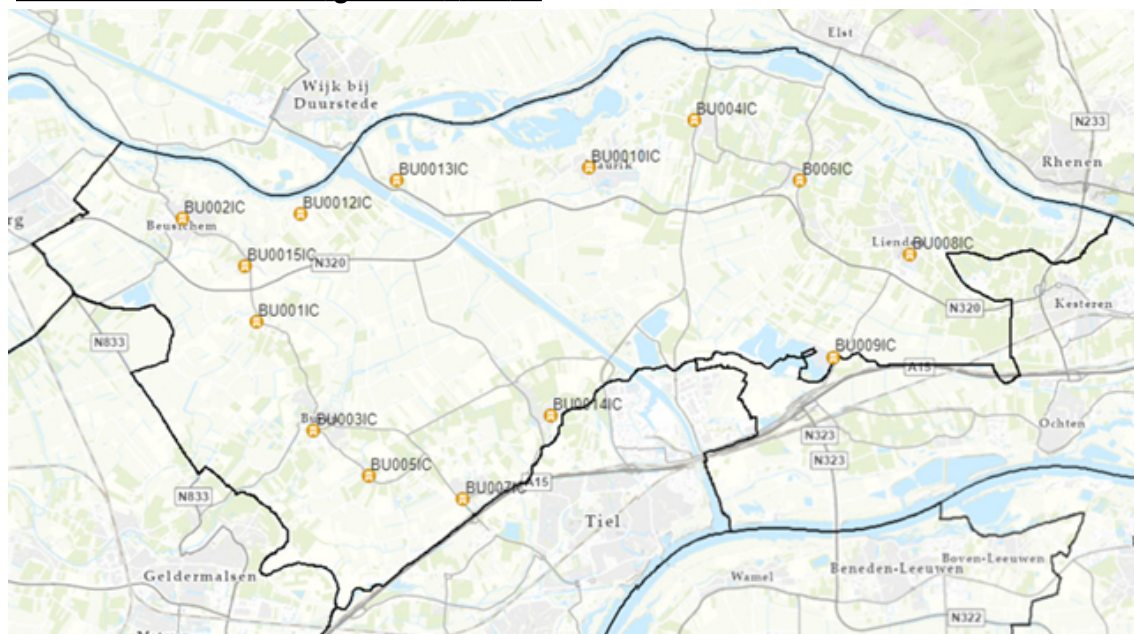 Elst
Wijk bij
Duurstede
BU004IC
N233
BU0013IC
BU0010IC
B006IC
Rhenen
BU002IC
BU0012IC
BU0015IC
BU008IC
N320
BU001IC
N320
Kesteren
N833
BU009IC
A15
BU003IC
BU0014IC
Ochten
N323
BU005IC
N323
N833
BU007IC
A15
Tiel
Geldermalsen
Wamel
Beneden-Leeuwen
Boven-Leeuwen
N322